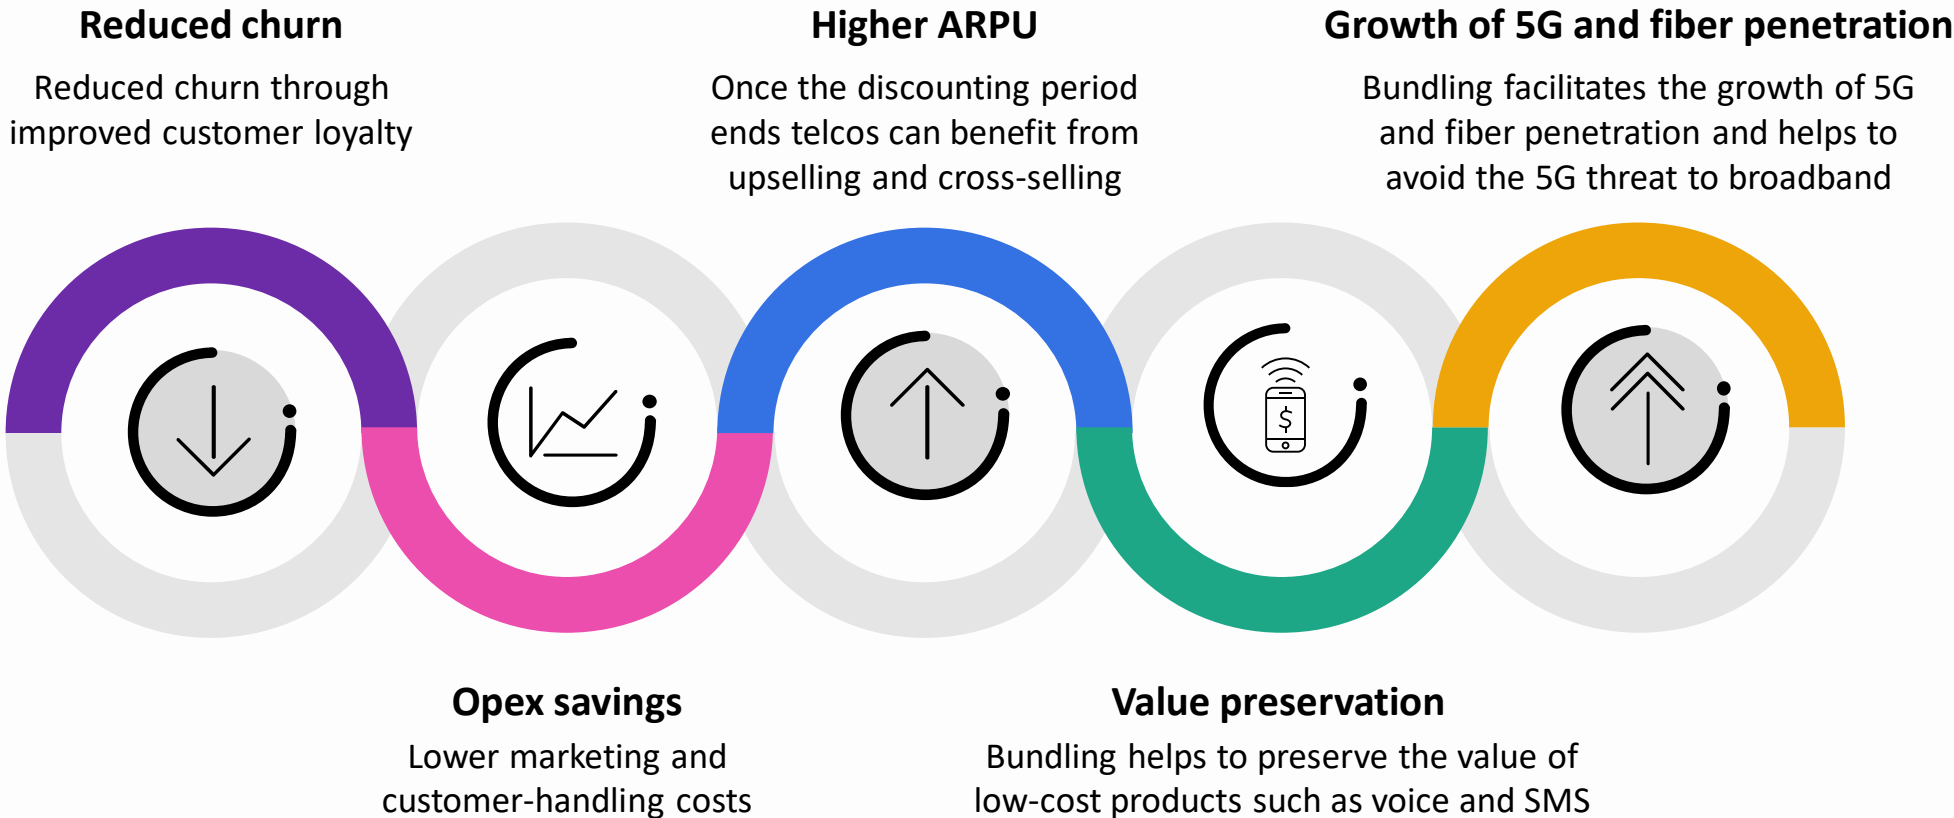 Reduced churn
Reduced churn through
improved customer loyalty
Higher ARPU
Once the discounting period
ends telcos can benefit from
upselling and cross-selling
Growth of 5G and fiber penetration
Bundling facilitates the growth of 5G
and fiber penetration and helps to
avoid the 5G threat to broadband
$
Opex savings
Lower marketing and
customer-handling costs
Value preservation
Bundling helps to preserve the value of
low-cost products such as voice and SMS